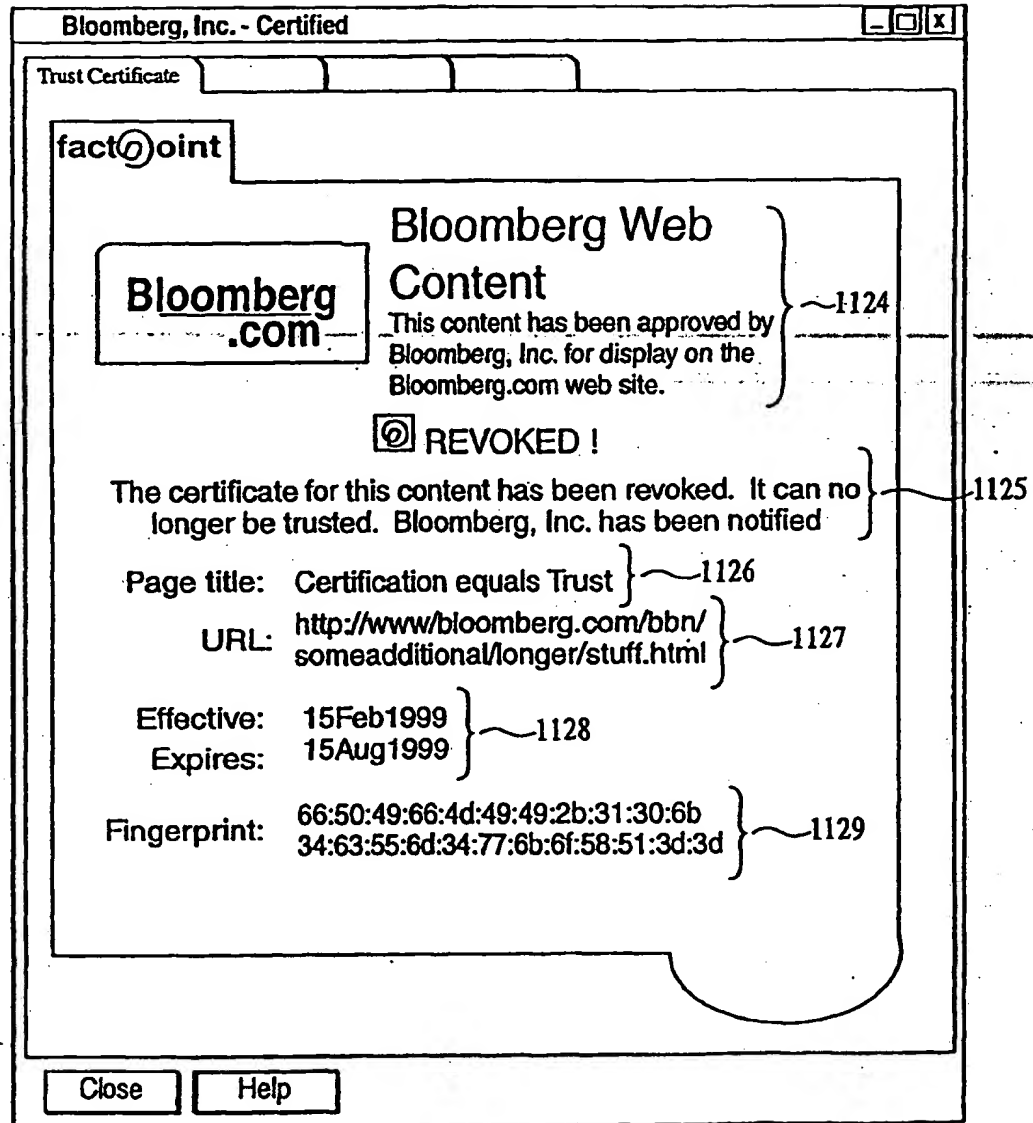 Bloomberg, Inc. - Certified
Trust Certificate
factpoint
Bloomberg
.com
Bloomberg Web
Content
This content has been approved by
Bloomberg, Inc. for display on the
Bloomberg.com web site.
1124
REVOKED !
The certificate for this content has been revoked. It can no
longer be trusted. Bloomberg, Inc. has been notified
1125
Page title: Certification equals Trust
1126
URL: http://www/bloomberg.com/bbn/
someadditional/longer/stuff.html
1127
Effective: 15Feb1999
Expires: 15Aug1999
1128
Fingerprint: 66:50:49:66:4d:49:49:2b:31:30:6b
34:63:55:6d:34:77:6b:6f:58:51:3d:3d
1129
Close Help